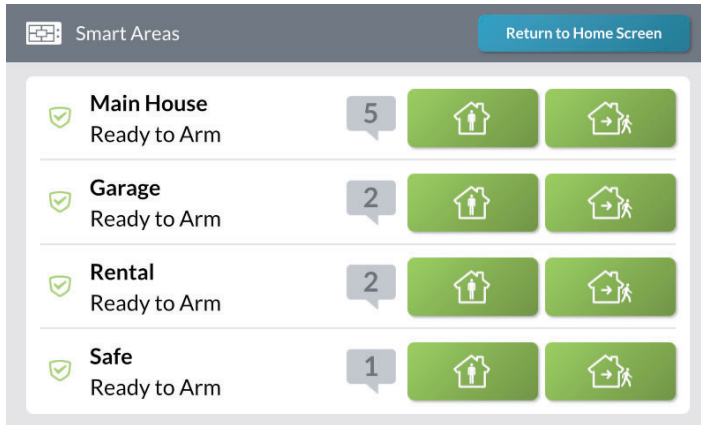 Smart Areas
Return to Home Screen
Main House
Ready to Arm
5
Garage
Ready to Arm
2
Rental
Ready to Arm
2
Safe
Ready to Arm
1